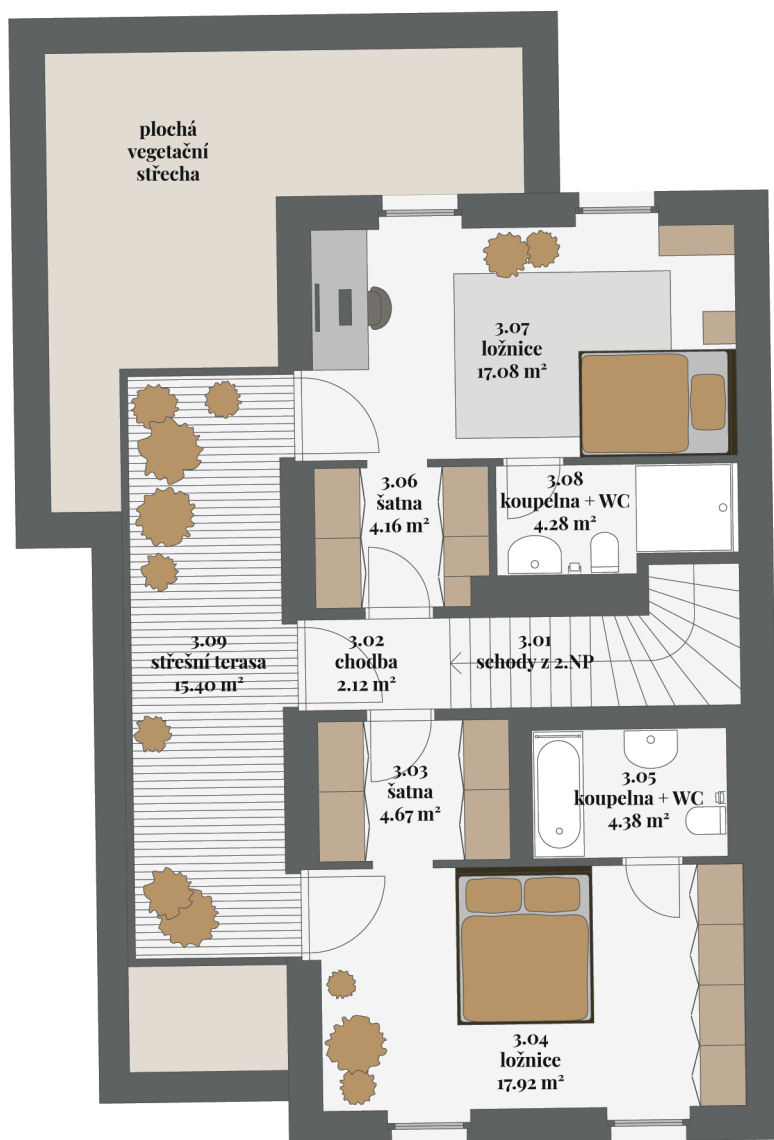 plochá
vegetační
střecha
3.07
ložnice
17.08 m²
3.06
šatna
4.16 m²
3.08
koupelna + WC
4.28 m²
3.09
střešní terasa
15.40 m²
3.02
chodba
2.12 m²
3.01
schody z 2.NP
3.03
šatna
4.67 m²
3.05
koupelna + WC
4.38 m²
3.04
ložnice
17.92 m²